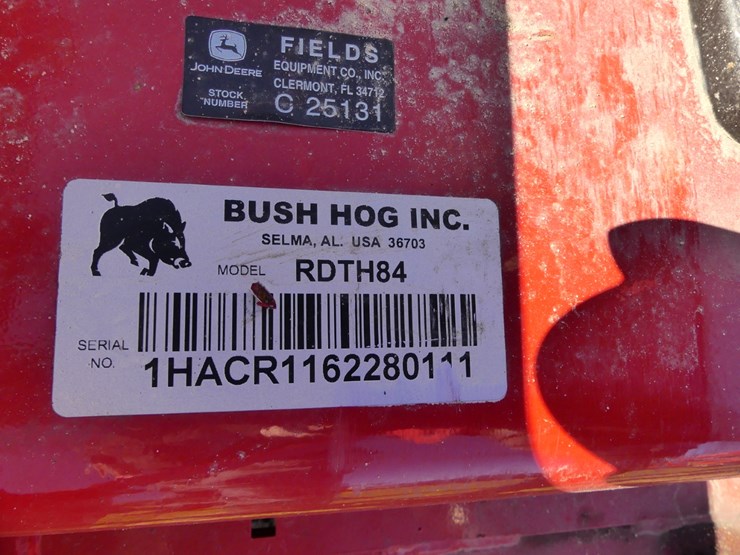 JOHN DEERE
FIELDS
EQUIPMENT CO., INC
CLERMONT, FL 34712
STOCK
NUMBER
C 25131
BUSH HOG INC.
SELMA, AL. USA 36703
MODEL RDTH84
SERIAL
NO. 1HACR1162280111